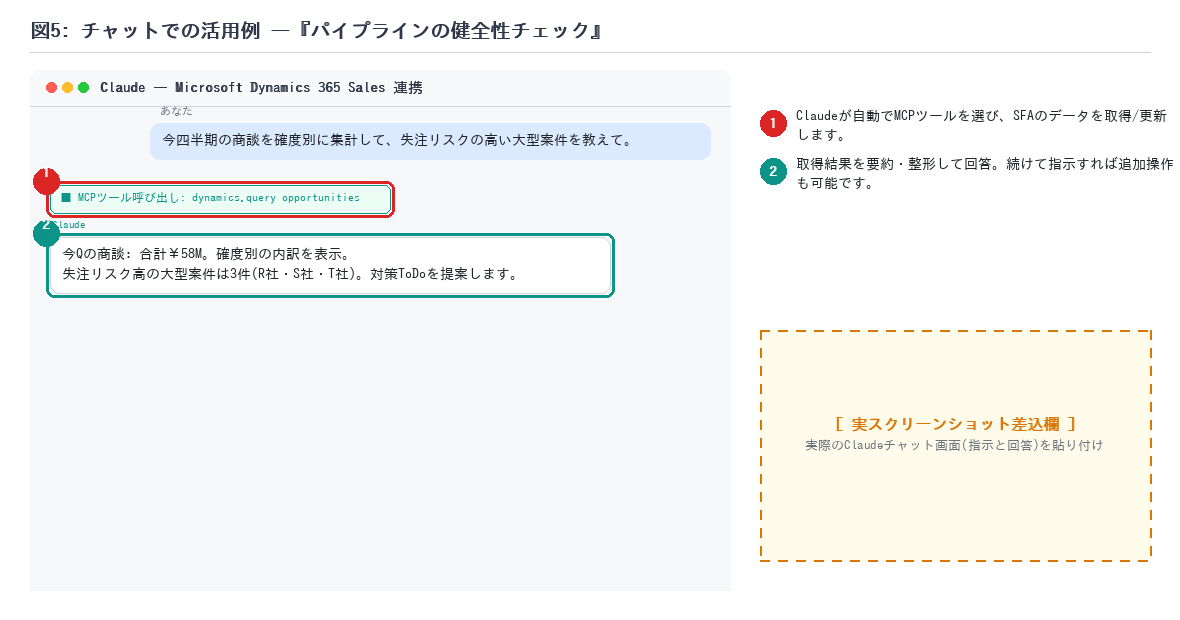 図5: チャットでの活用例 ―『パイプラインの健全性チェック』
Claude ― Microsoft Dynamics 365 Sales 連携
あなた
今四半期の商談を確度別に集計して、失注リスクの高い大型案件を教えて。
1
■ MCPツール呼び出し: dynamics.query opportunities
2
Claude
今Qの商談: 合計¥58M。確度別の内訳を表示。
失注リスク高の大型案件は3件(R社・S社・T社)。対策ToDoを提案します。
1
Claudeが自動でMCPツールを選び、SFAのデータを取得/更新
します。
2
取得結果を要約・整形して回答。続けて指示すれば追加操作
も可能です。
[ 実スクリーンショット差込欄 ]
実際のClaudeチャット画面(指示と回答)を貼り付け